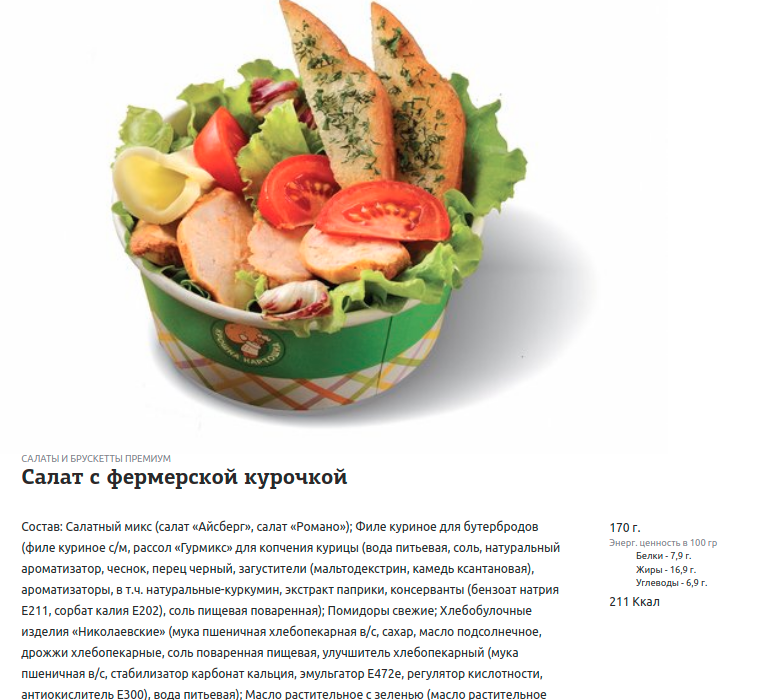 КРОШКА КАРТОШКА
САЛАТЫ И БРУСКЕТТЫ ПРЕМИУМ
Салат с фермерской курочкой
Состав: Салатный микс (салат «Айсберг», салат «Романо»); Филе куриное для бутербродов
(филе куриное с/м, рассол «Гурмикс» для копчения курицы (вода питьевая, соль, натуральный
ароматизатор, чеснок, перец черный, загустители (мальтодекстрин, камедь ксантановая),
ароматизаторы, в т.ч. натуральные-куркумин, экстракт паприки, консерванты (бензоат натрия
Е211, сорбат калия Е202), соль пищевая поваренная); Помидоры свежие; Хлебобулочные
изделия «Николаевские» (мука пшеничная хлебопекарная в/с, сахар, масло подсолнечное,
дрожжи хлебопекарные, соль поваренная пищевая, улучшитель хлебопекарный (мука
пшеничная в/с, стабилизатор карбонат кальция, эмульгатор Е472е, регулятор кислотности,
антиокислитель Е300), вода питьевая); Масло растительное с зеленью (масло растительное
170 г.
Энерг. ценность в 100 гр
Белки - 7,9 г.
Жиры - 16,9 г.
Углеводы - 6,9 г.
211 Ккал